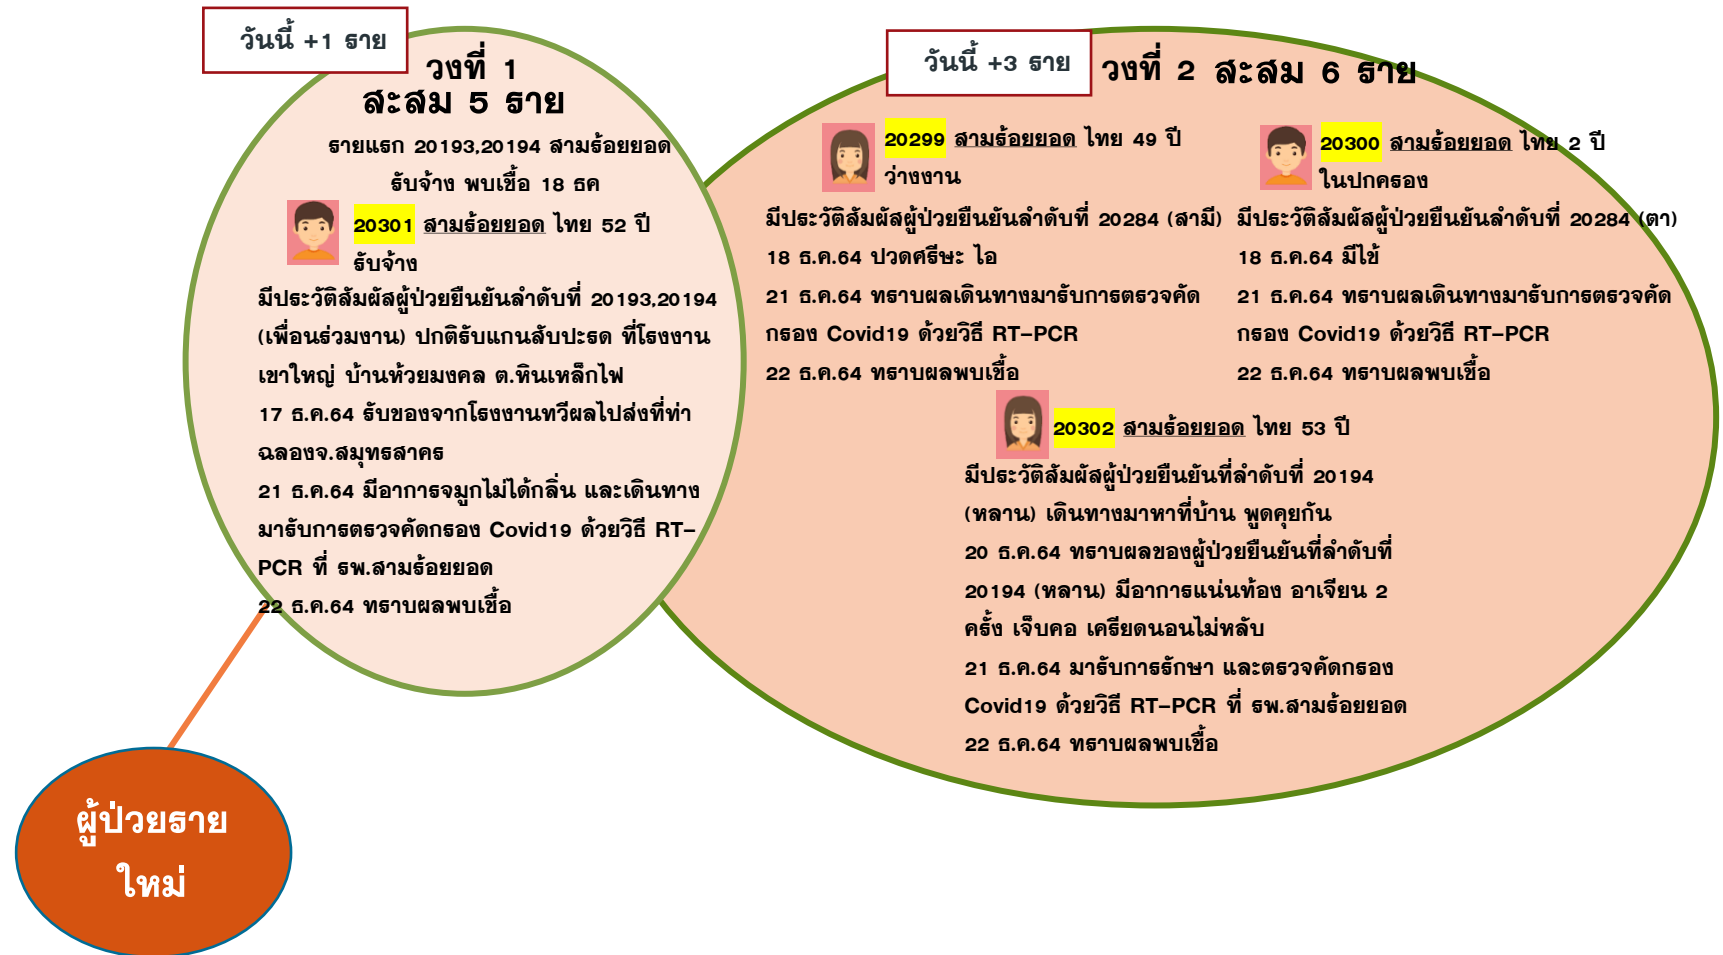 วันนี้ +1 ราย
วงที่ 1
สะสม 5 ราย
รายแรก 20193,20194 สามร้อยยอด
รับจ้าง พบเชื้อ 18 ธค
20301 สามร้อยยอด ไทย 52 ปี
รับจ้าง
มีประวัติสัมผัสผู้ป่วยยืนยันลำดับที่ 20193,20194
(เพื่อนร่วมงาน) ปกติรับแกนสับปะรด ที่โรงงาน
เขาใหญ่ บ้านห้วยมงคล ต.หินเหล็กไฟ
17 ธ.ค.64 รับของจากโรงงานทวีผลไปส่งที่ท่า
ฉลองจ.สมุทรสาคร
21 ธ.ค.64 มีอาการจมูกไม่ได้กลิ่น และเดินทาง
มารับการตรวจคัดกรอง Covid19 ด้วยวิธี RT-
PCR ที่ รพ.สามร้อยยอด
22 ธ.ค.64 ทราบผลพบเชื้อ
วันนี้ +3 ราย
วงที่ 2 สะสม 6 ราย
20299 สามร้อยยอด ไทย 49 ปี
ว่างงาน
มีประวัติสัมผัสผู้ป่วยยืนยันลำดับที่ 20284 (สามี)
18 ธ.ค.64 ปวดศรีษะ ไอ
21 ธ.ค.64 ทราบผลเดินทางมารับการตรวจคัด
กรอง Covid19 ด้วยวิธี RT-PCR
22 ธ.ค.64 ทราบผลพบเชื้อ
20300 สามร้อยยอด ไทย 2 ปี
ในปกครอง
มีประวัติสัมผัสผู้ป่วยยืนยันลำดับที่ 20284 (ตา)
18 ธ.ค.64 มีไข้
21 ธ.ค.64 ทราบผลเดินทางมารับการตรวจคัด
กรอง Covid19 ด้วยวิธี RT-PCR
22 ธ.ค.64 ทราบผลพบเชื้อ
20302 สามร้อยยอด ไทย 53 ปี
มีประวัติสัมผัสผู้ป่วยยืนยันที่ลำดับที่ 20194
(หลาน) เดินทางมาหาที่บ้าน พูดคุยกัน
20 ธ.ค.64 ทราบผลของผู้ป่วยยืนยันที่ลำดับที่
20194 (หลาน) มีอาการแน่นท้อง อาเจียน 2
ครั้ง เจ็บคอ เครียดนอนไม่หลับ
21 ธ.ค.64 มารับการรักษา และตรวจคัดกรอง
Covid19 ด้วยวิธี RT-PCR ที่ รพ.สามร้อยยอด
22 ธ.ค.64 ทราบผลพบเชื้อ
ผู้ป่วยราย
ใหม่